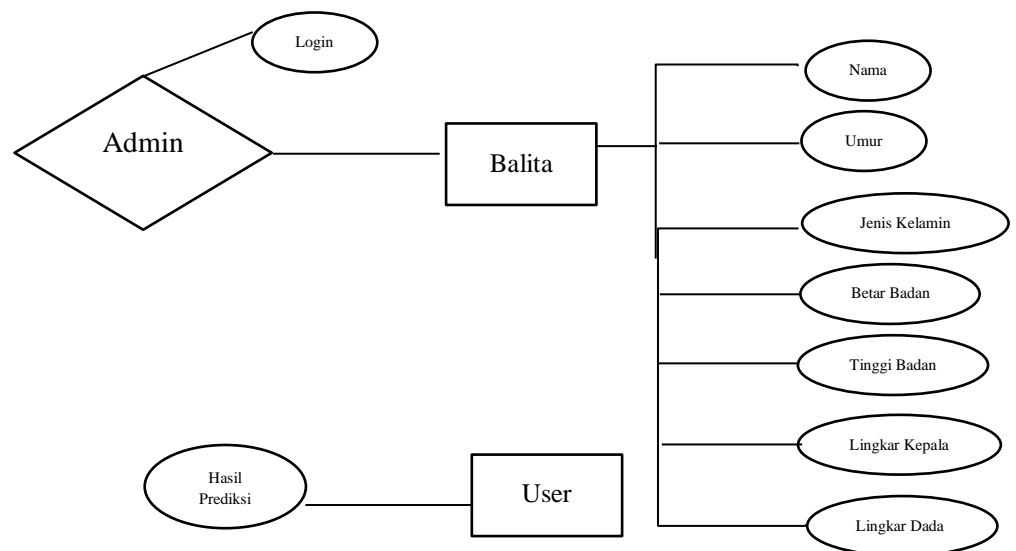 Login
Admin
Balita
Nama
Umur
Jenis Kelamin
Betar Badan
Tinggi Badan
Lingkar Kepala
Lingkar Dada
Hasil
Prediksi
User